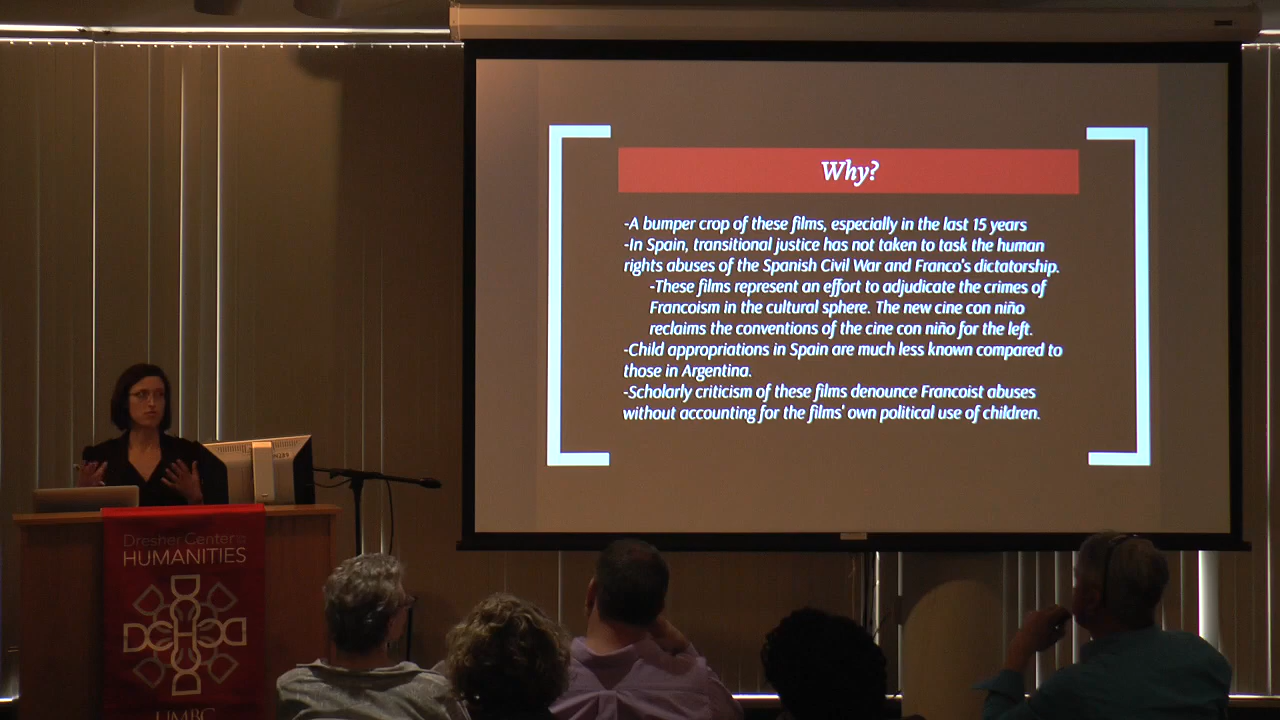 Why?
-A bumper crop of these films, especially in the last 15 years
-In Spain, transitional justice has not taken to task the human
rights abuses of the Spanish Civil War and Franco's dictatorship.
-These films represent an effort to adjudicate the crimes of
Francoism in the cultural sphere. The new cine con niño
reclaims the conventions of the cine con niño for the left.
-Child appropriations in Spain are much less known compared to
those in Argentina.
-Scholarly criticism of these films denounce Francoist abuses
without accounting for the films' own political use of children.
Dresher Center
HUMANITIES
DCH
UMBC